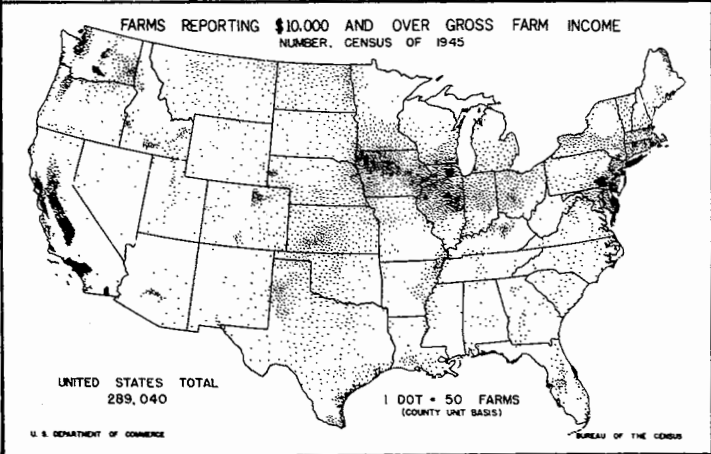 FARMS REPORTING $10,000 AND OVER GROSS FARM INCOME
NUMBER, CENSUS OF 1945
UNITED STATES TOTAL
289,040
1 DOT = 50 FARMS
(COUNTY UNIT BASIS)
U. S. DEPARTMENT OF COMMERCE
BUREAU OF THE CENSUS